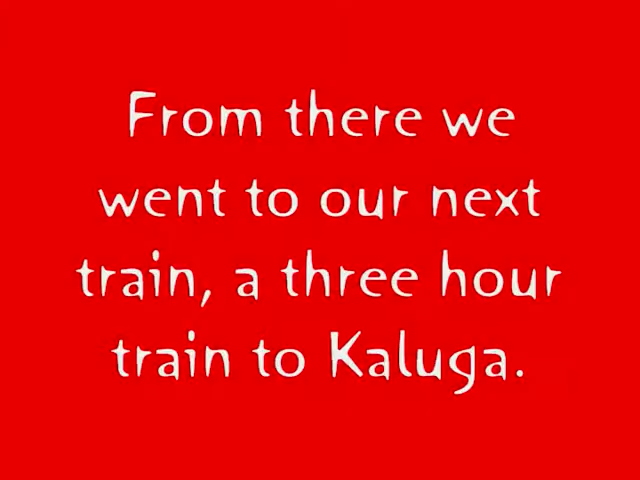 From there we
went to our next
train, a three hour
train to Kaluga.